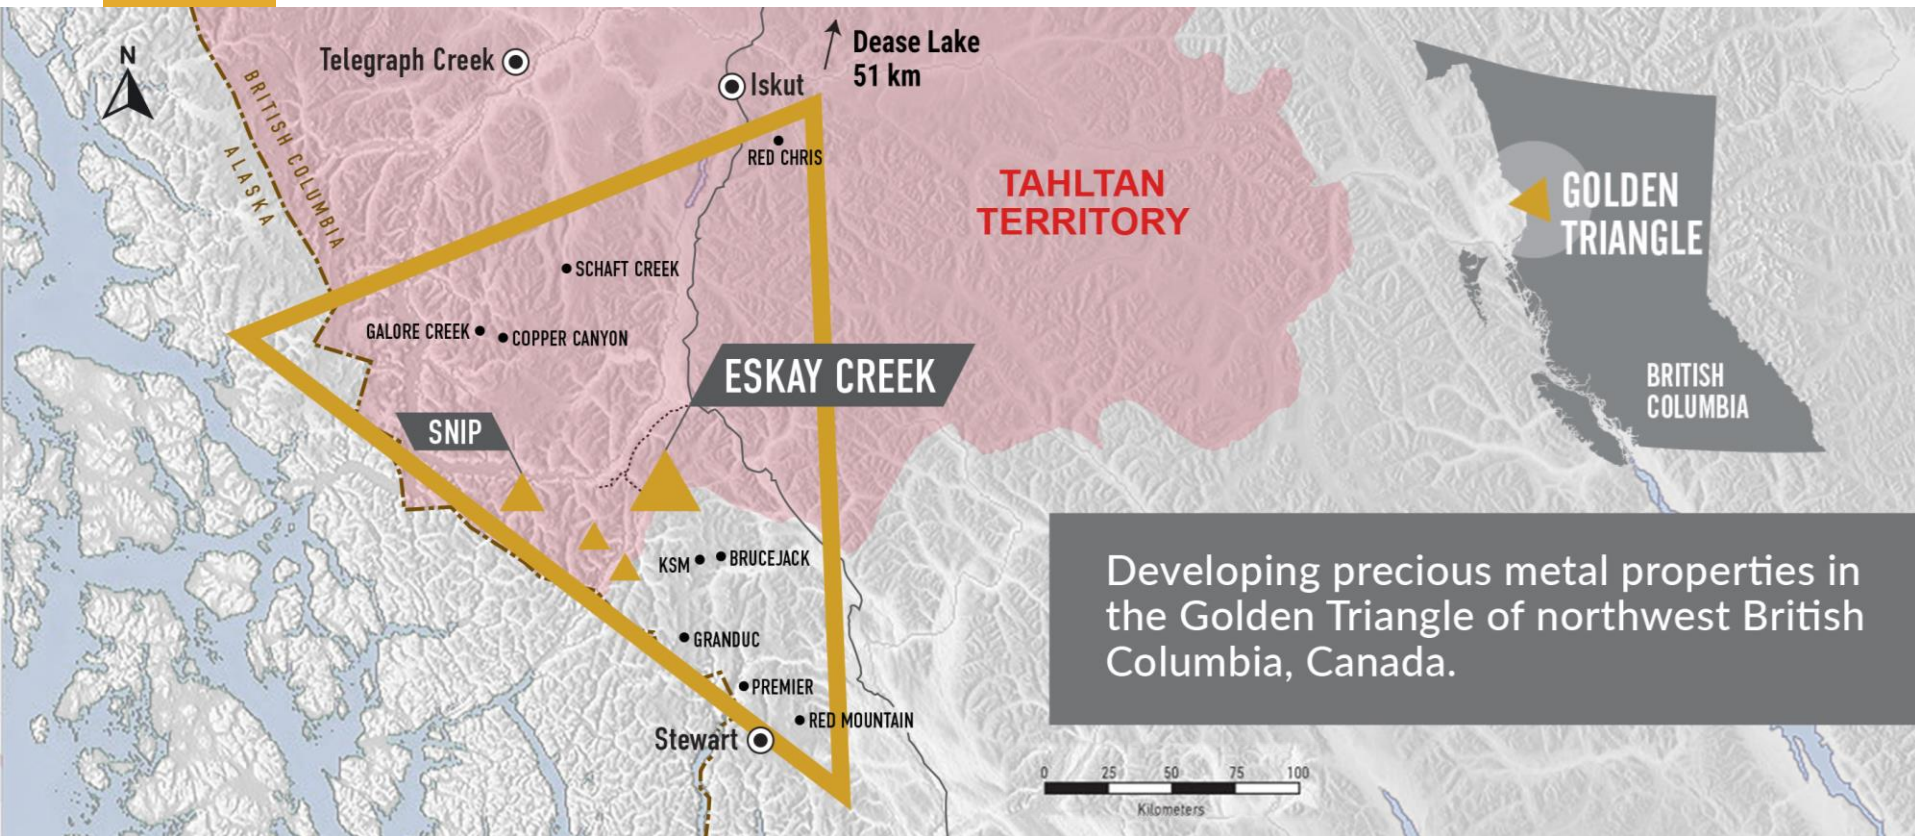 N
Telegraph Creek
Iskut
Dease Lake
51 km
BRITISH COLUMBIA
ALASKA
RED CHRIS
TAHLTAN
TERRITORY
GOLDEN
TRIANGLE
SCHAFT CREEK
GALORE CREEK
COPPER CANYON
ESKAY CREEK
BRITISH
COLUMBIA
SNIP
KSM
BRUCEJACK
Developing precious metal properties in
the Golden Triangle of northwest British
Columbia, Canada.
GRANDUC
PREMIER
RED MOUNTAIN
Stewart
0 25 50 75 100
Kilometers